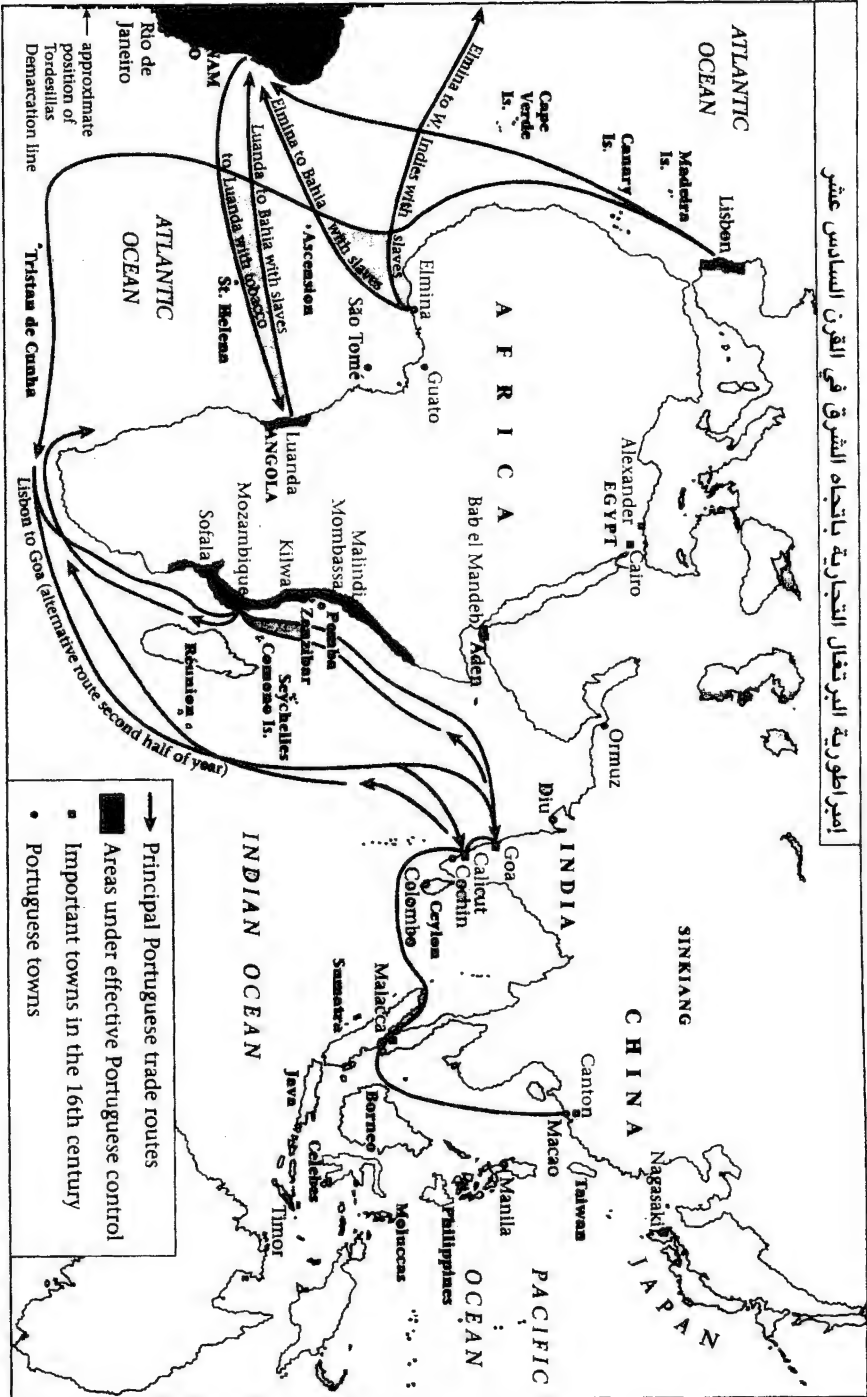 إمبراطورية البرتغال التجارية باتجاه الشرق في القرن السادس عشر
ATLANTIC
OCEAN
Lisbon
Madeira
Is.
Canary
Is.
Cape
Verde
Is.
Elmina to W. Indies with slaves
Elmina to Bahlia with slaves
Luanda to Bahia with slaves
to Luanda with tobacco
NAM
O
Rio de
Janeiro
approximate
position of
Tordesillas
Demarcation line
ATLANTIC
OCEAN
Ascension
St. Helena
Tristan de Cunha
AFRICA
Elmina
Guato
São Tomé
Luanda
ANGOLA
Alexander
EGYPT
Cairo
Bab el Mandeb
Aden
Malindi
Mombassa
Kilwa
Mozambique
Sofala
Pemba
Zanzibar
Seychelles
Comono Is.
Réunion
Lisbon to Goa (alternative route second half of year)
Ormuz
Diu
INDIA
Goa
Calicut
Cochin
Ceylon
Colombo
INDIAN OCEAN
SINKIANG
CHINA
Canton
Macao
Taiwan
Nagasaki
JAPAN
Malacca
Sumatra
Java
Borneo
Celebes
Timor
Moluccas
Philippines
Manila
PACIFIC
OCEAN
Principal Portuguese trade routes
Areas under effective Portuguese control
Important towns in the 16th century
Portuguese towns